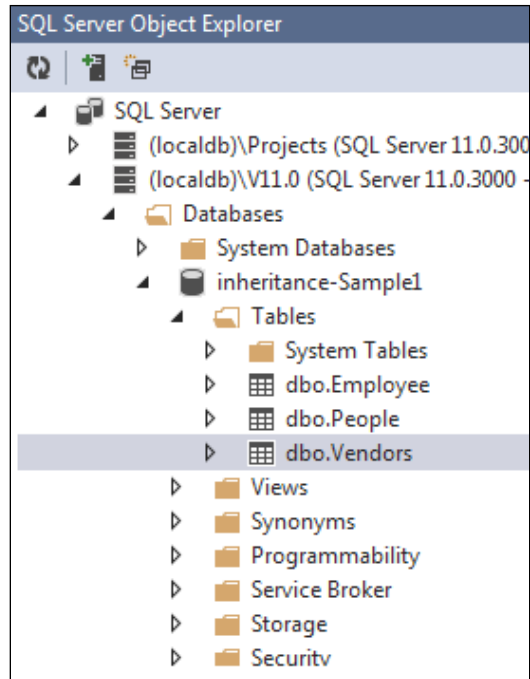 SQL Server Object Explorer
SQL Server
(localdb)\Projects (SQL Server 11.0.300
(localdb)\V11.0 (SQL Server 11.0.3000 -
Databases
System Databases
inheritance-Sample1
Tables
System Tables
dbo.Employee
dbo.People
dbo.Vendors
Views
Synonyms
Programmability
Service Broker
Storage
Security